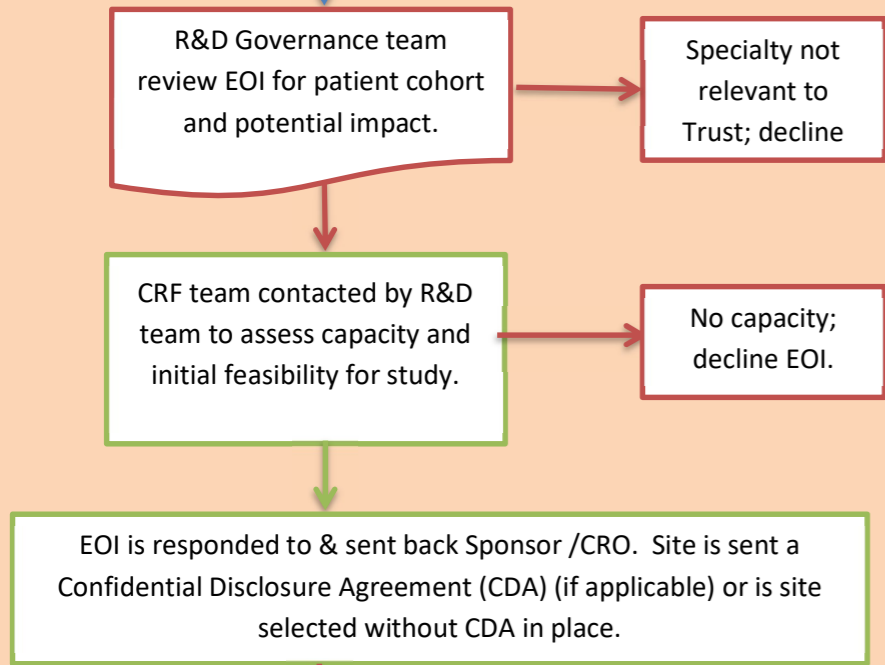 R&D Governance team
review EOI for patient cohort
and potential impact.
Specialty not
relevant to
Trust; decline
CRF team contacted by R&D
team to assess capacity and
initial feasibility for study.
No capacity;
decline EOI.
EOI is responded to & sent back Sponsor /CRO.  Site is sent a
Confidential Disclosure Agreement (CDA) (if applicable) or is site
selected without CDA in place.